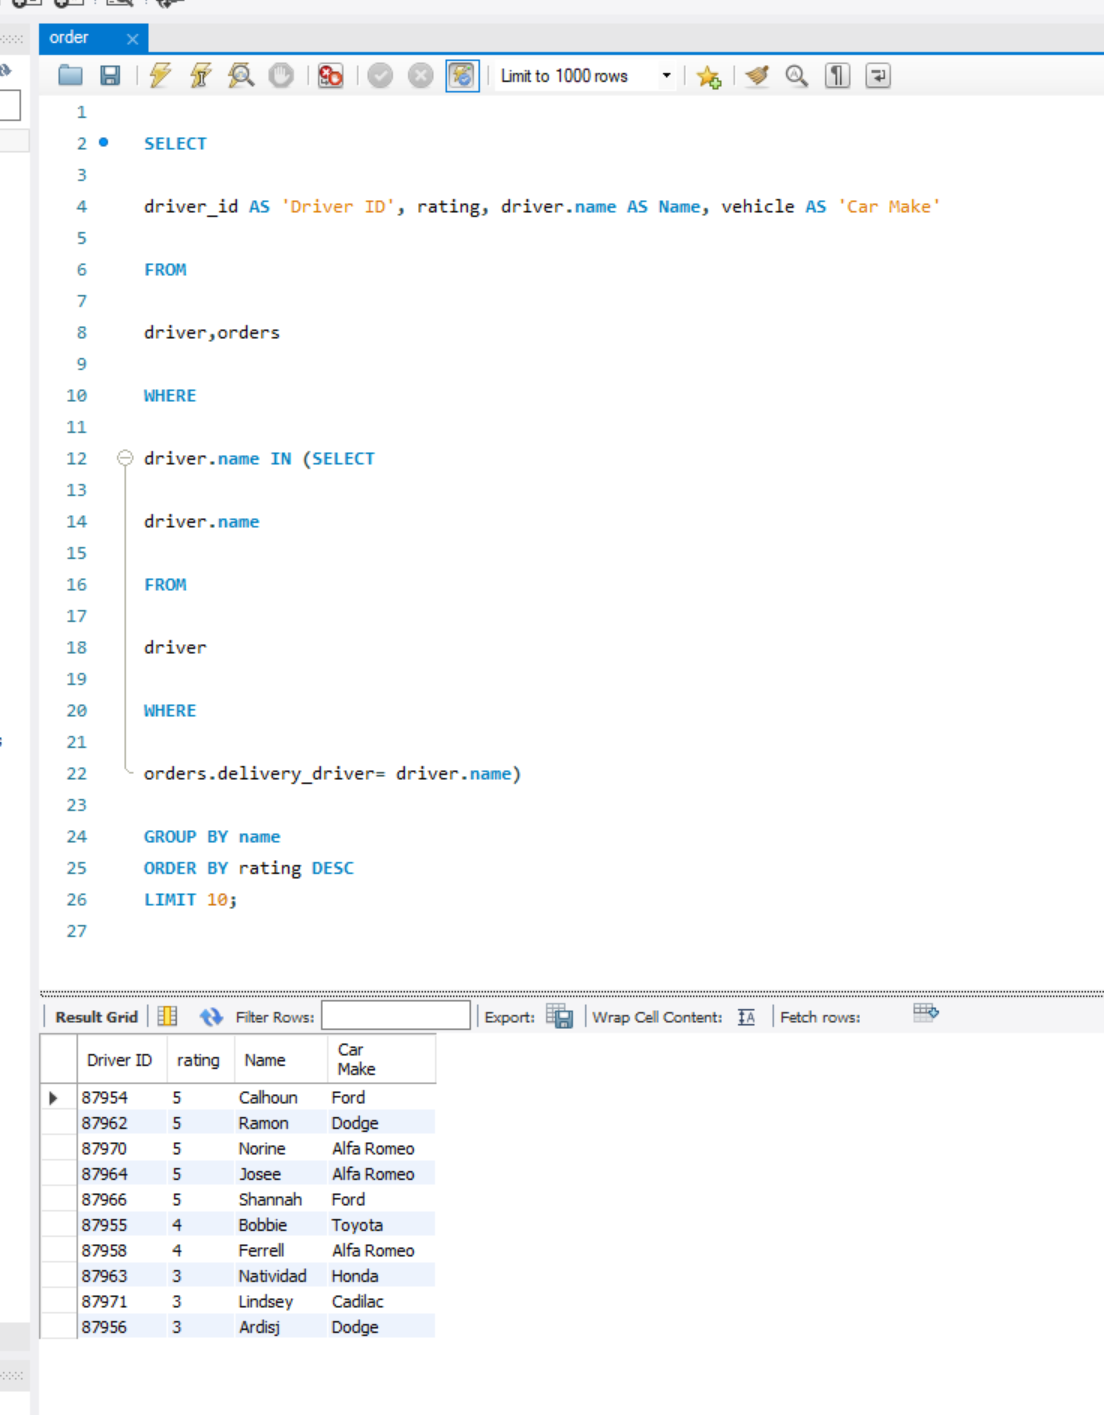 order
Limit to 1000 rows
1
2 SELECT
3
4 driver_id AS 'Driver ID', rating, driver.name AS Name, vehicle AS 'Car Make'
5
6 FROM
7
8 driver,orders
9
10 WHERE
11
12 driver.name IN (SELECT
13
14 driver.name
15
16 FROM
17
18 driver
19
20 WHERE
21
22 orders.delivery_driver= driver.name)
23
24 GROUP BY name
25 ORDER BY rating DESC
26 LIMIT 10;
27
Result Grid Filter Rows: Export: Wrap Cell Content: Fetch rows:
Driver ID rating Name Car Make
87954 5 Calhoun Ford
87962 5 Ramon Dodge
87970 5 Norine Alfa Romeo
87964 5 Josee Alfa Romeo
87966 5 Shannah Ford
87955 4 Bobbie Toyota
87958 4 Ferrell Alfa Romeo
87963 3 Natividad Honda
87971 3 Lindsey Cadilac
87956 3 Ardisj Dodge